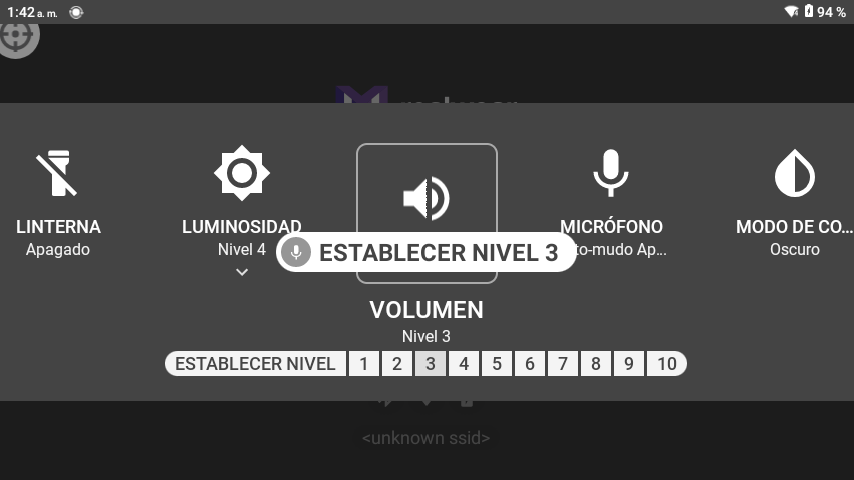 1:42 a. m.
94 %
LINTERNA
Apagado
LUMINOSIDAD
Nivel 4
ESTABLECER NIVEL 3
MICRÓFONO
to-mudo Ap...
MODO DE CO...
Oscuro
VOLUMEN
Nivel 3
ESTABLECER NIVEL 1 2 3 4 5 6 7 8 9 10
<unknown ssid>